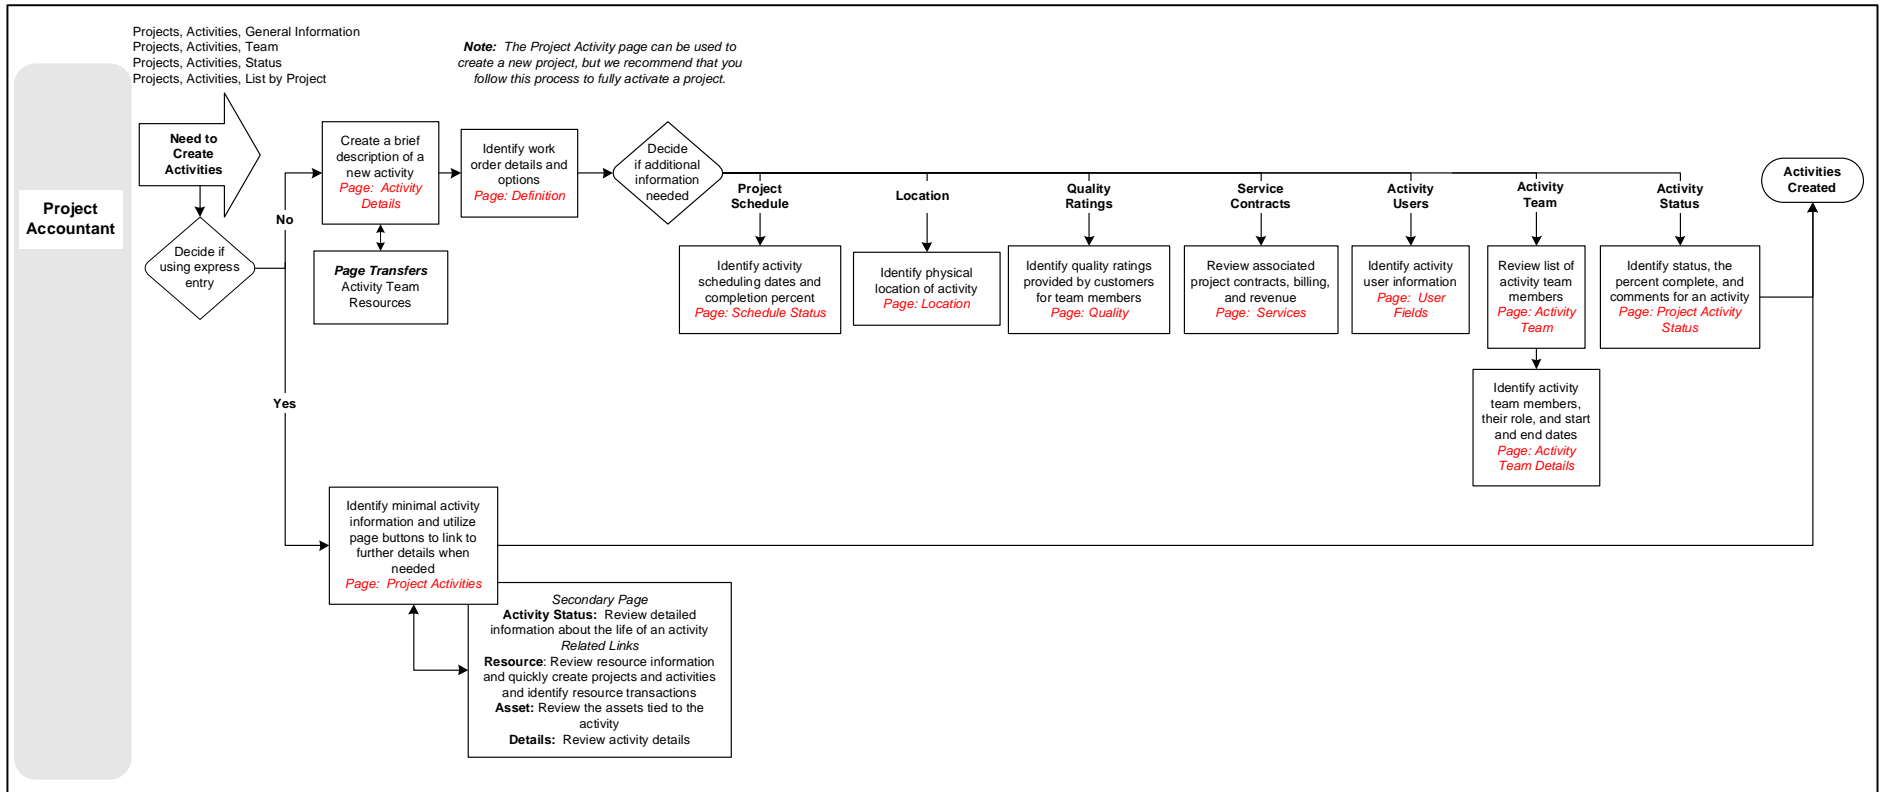 Projects, Activities, General Information
Projects, Activities, Team
Projects, Activities, Status
Projects, Activities, List by Project
Note: The Project Activity page can be used to
create a new project, but we recommend that you
follow this process to fully activate a project.
Project
Accountant
Need to
Create
Activities
Decide if
using express
entry
No
Yes
Create a brief
description of a
new activity
Page: Activity
Details
Page Transfers
Activity Team
Resources
Identify work
order details and
options
Page: Definition
Decide
if additional
information
needed
Project
Schedule
Identify activity
scheduling dates and
completion percent
Page: Schedule Status
Location
Identify physical
location of activity
Page: Location
Quality
Ratings
Identify quality ratings
provided by customers
for team members
Page: Quality
Service
Contracts
Review associated
project contracts, billing,
and revenue
Page: Services
Activity
Users
Identify activity
user information
Page: User
Fields
Activity
Team
Review list of
activity team
members
Page: Activity
Team
Identify activity
team members,
their role, and start
and end dates
Page: Activity
Team Details
Activity
Status
Identify status, the
percent complete, and
comments for an activity
Page: Project Activity
Status
Activities
Created
Identify minimal activity
information and utilize
page buttons to link to
further details when
needed
Page: Project Activities
Secondary Page
Activity Status: Review detailed
information about the life of an activity
Related Links
Resource: Review resource information
and quickly create projects and activities
and identify resource transactions
Asset: Review the assets tied to the
activity
Details: Review activity details